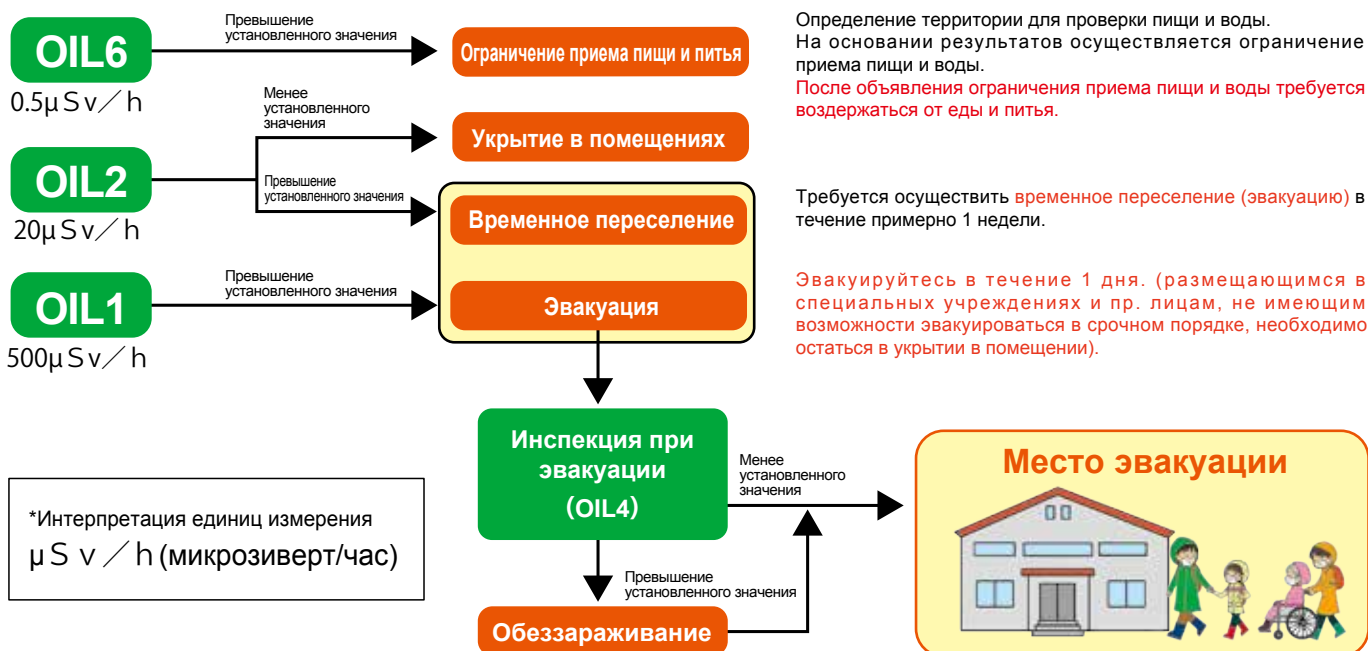 OIL6
0.5μSv／h
Превышение
установленного значения
Ограничение приема пищи и питья
Определение территории для проверки пищи и воды.
На основании результатов осуществляется ограничение
приема пищи и воды.
После объявления ограничения приема пищи и воды требуется
воздержаться от еды и питья.
OIL2
20μSv／h
Менее
установленного
значения
Укрытие в помещениях
Превышение
установленного значения
Временное переселение
Требуется осуществить временное переселение (эвакуацию) в
течение примерно 1 недели.
OIL1
500μSv／h
Превышение
установленного значения
Эвакуация
Эвакуируйтесь в течение 1 дня. (размещающимся в
специальных учреждениях и пр. лицам, не имеющим
возможности эвакуироваться в срочном порядке, необходимо
остаться в укрытии в помещении).
Инспекция при
эвакуации
(OIL4)
Менее
установленного
значения
Место эвакуации
Превышение
установленного значения
Обеззараживание
*Интерпретация единиц измерения
μSv／h (микрозиверт/час)